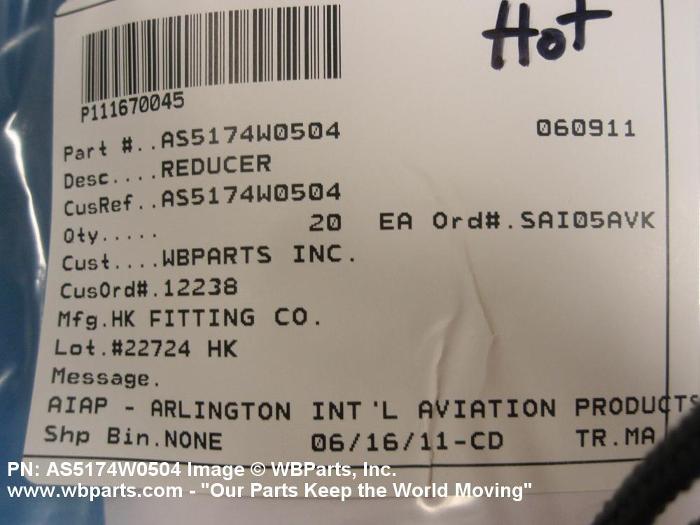 Hot
P111670045
Part #..AS5174W0504 060911
Desc....REDUCER
CusRef..AS5174W0504
Qty..... 20 EA Ord#.SAI05AVK
Cust....WBPARTS INC.
CusOrd#.12238
Mfg.HK FITTING CO.
Lot.#22724 HK
Message.
AIAP - ARLINGTON INT'L AVIATION PRODUCTS
Shp Bin.NONE 06/16/11-CD TR.MA
PN: AS5174W0504 Image © WBParts, Inc.
www.wbparts.com - "Our Parts Keep the World Moving"